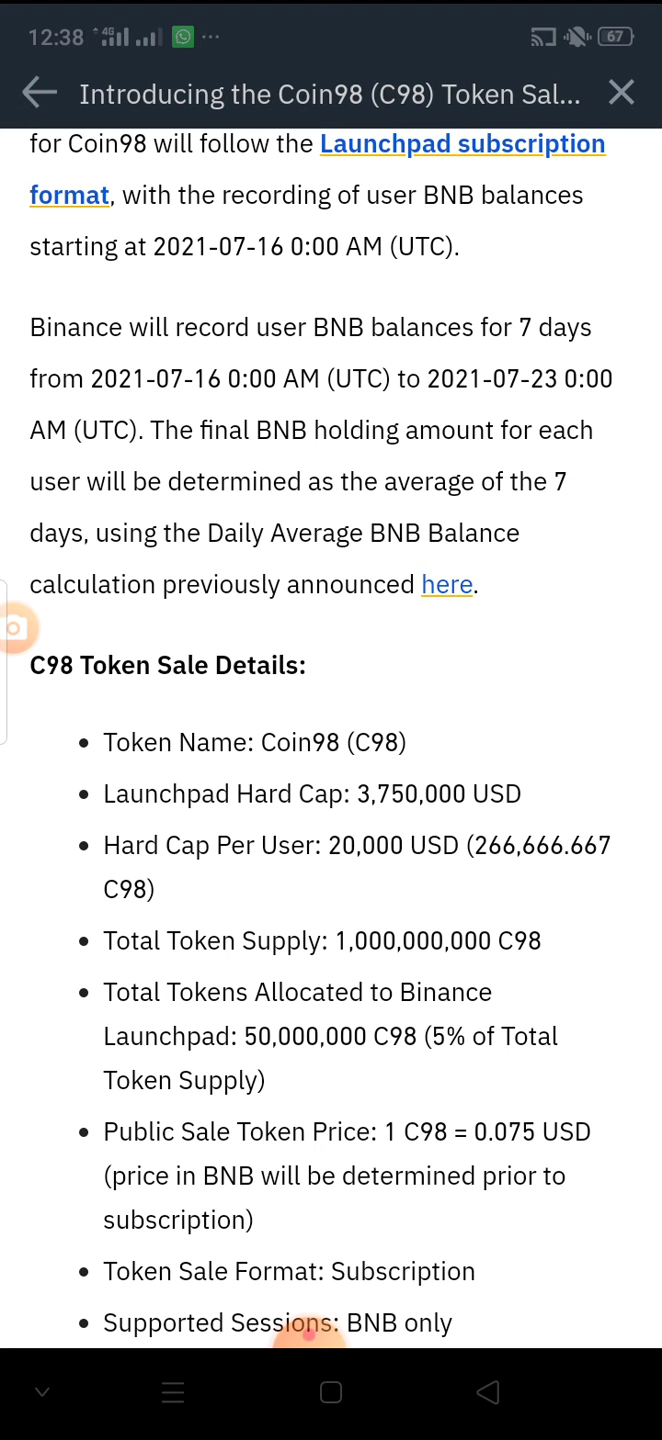 12:38 4G ...
67
Introducing the Coin98 (C98) Token Sal...
for Coin98 will follow the Launchpad subscription
format, with the recording of user BNB balances
starting at 2021-07-16 0:00 AM (UTC).
Binance will record user BNB balances for 7 days
from 2021-07-16 0:00 AM (UTC) to 2021-07-23 0:00
AM (UTC). The final BNB holding amount for each
user will be determined as the average of the 7
days, using the Daily Average BNB Balance
calculation previously announced here.
C98 Token Sale Details:
• Token Name: Coin98 (C98)
• Launchpad Hard Cap: 3,750,000 USD
• Hard Cap Per User: 20,000 USD (266,666.667
C98)
• Total Token Supply: 1,000,000,000 C98
• Total Tokens Allocated to Binance
Launchpad: 50,000,000 C98 (5% of Total
Token Supply)
• Public Sale Token Price: 1 C98 = 0.075 USD
(price in BNB will be determined prior to
subscription)
• Token Sale Format: Subscription
• Supported Sessions: BNB only